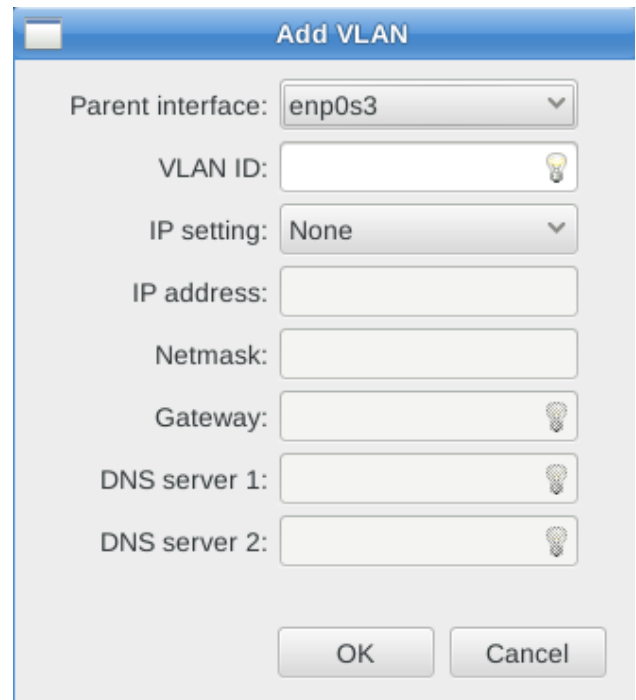 Add VLAN
Parent interface: enp0s3
VLAN ID:
IP setting: None
IP address:
Netmask:
Gateway:
DNS server 1:
DNS server 2:
OK Cancel